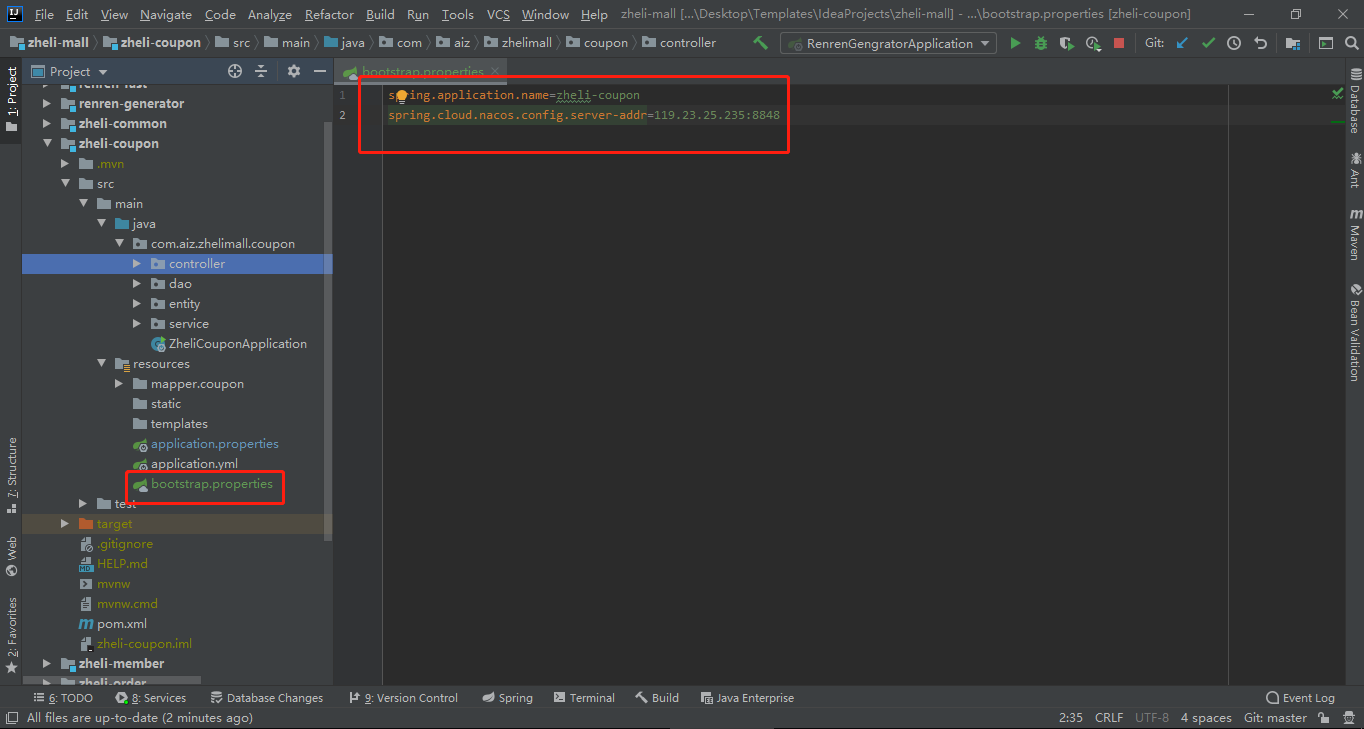 File Edit View Navigate Code Analyze Refactor Build Run Tools VCS Window Help zheli-mall [...\Desktop\Templates\IdeaProjects\zheli-mall] - ...\bootstrap.properties [zheli-coupon]
zheli-mall zheli-coupon src main java com aiz zhelimall coupon controller RenrenGengratorApplication Git:
Project
bootstrap.properties
1: Project
renren-fast
renren-generator
zheli-common
zheli-coupon
.mvn
src
main
java
com.aiz.zhelimall.coupon
controller
dao
entity
service
ZheliCouponApplication
resources
mapper.coupon
static
templates
application.properties
application.yml
bootstrap.properties
test
target
.gitignore
HELP.md
mvnw
mvnw.cmd
pom.xml
zheli-coupon.iml
zheli-member
zheli-order
7: Structure
Web
2: Favorites
1 spring.application.name=zheli-coupon
2 spring.cloud.nacos.config.server-addr=119.23.25.235:8848
Database
Ant
Maven
Bean Validation
6: TODO 8: Services Database Changes 9: Version Control Spring Terminal Build Java Enterprise Event Log
All files are up-to-date (2 minutes ago) 2:35 CRLF UTF-8 4 spaces Git: master